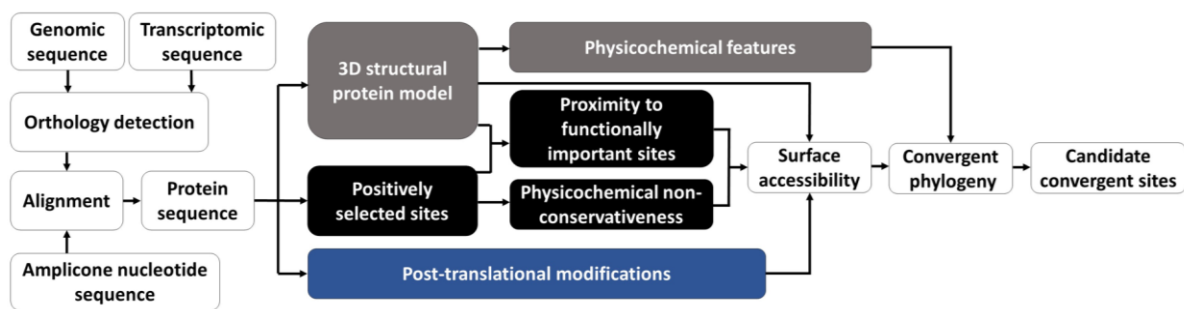 Genomic
sequence
Transcriptomic
sequence
Orthology detection
Alignment
Protein
sequence
Amplicone nucleotide
sequence
3D structural
protein model
Physicochemical features
Proximity to
functionally
important sites
Positively
selected sites
Physicochemical non-
conservativeness
Post-translational modifications
Surface
accessibility
Convergent
phylogeny
Candidate
convergent sites